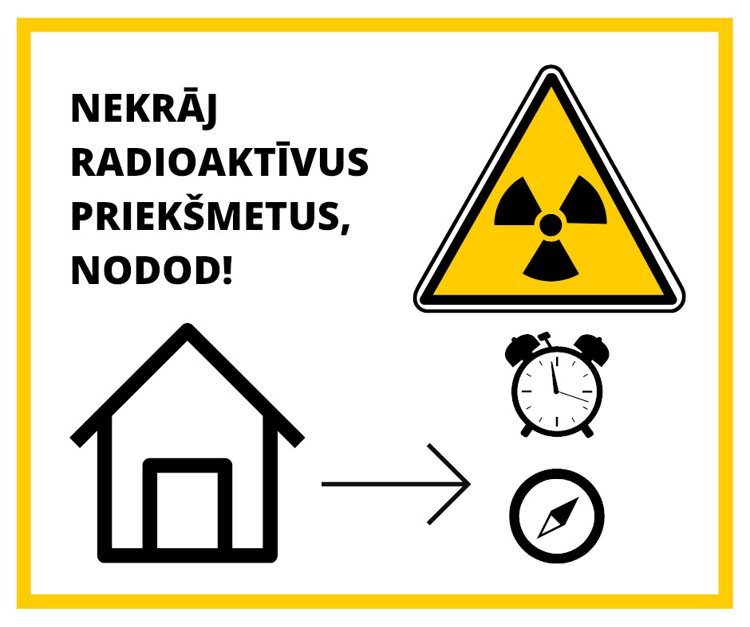 NEKRĀJ
RADIOAKTĪVUS
PRIEKŠMETUS,
NODOD!